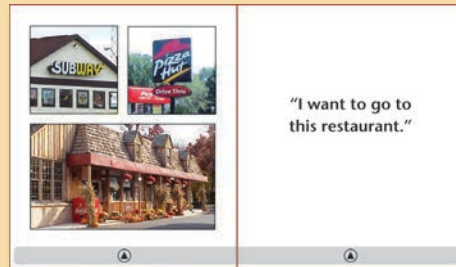 SUBWAY
Pizza
Hut
Drive Thru
“I want to go to
this restaurant.”